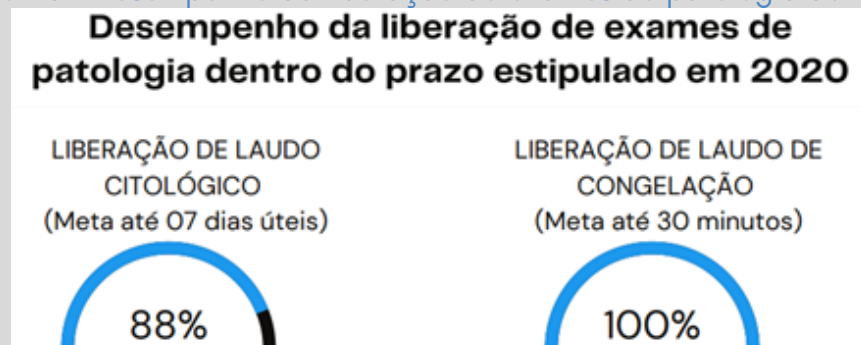 Desempenho da liberação de exames de
patologia dentro do prazo estipulado em 2020
LIBERAÇÃO DE LAUDO
CITOLÓGICO
(Meta até 07 dias úteis)
88%
LIBERAÇÃO DE LAUDO DE
CONGELAÇÃO
(Meta até 30 minutos)
100%